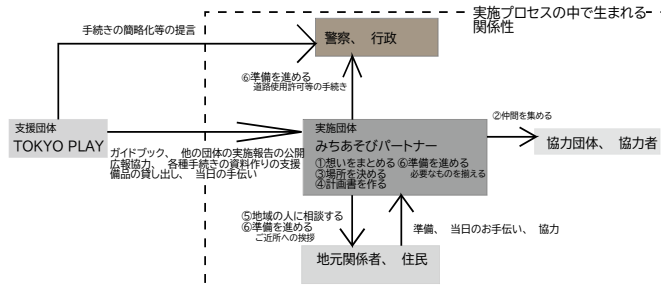 実施プロセスの中で生まれる
関係性
手続きの簡略化等の提言
警察、 行政
⑥準備を進める
道路使用許可等の手続き
支援団体
TOKYO PLAY
ガイドブック、 他の団体の実施報告の公開
広報協力、 各種手続きの資料作りの支援
備品の貸し出し、 当日の手伝い
実施団体
みちあそびパートナー
①想いをまとめる ⑥準備を進める
③場所を決める 必要なものを揃える
④計画書を作る
②仲間を集める
協力団体、 協力者
⑤地域の人に相談する
⑥準備を進める
ご近所への挨拶
準備、 当日のお手伝い、 協力
地元関係者、 住民